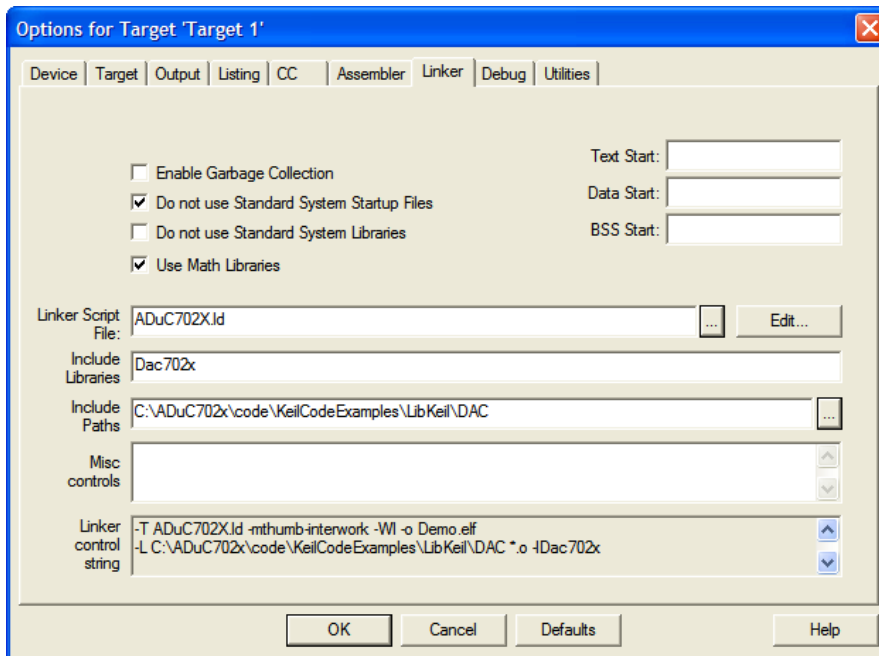 Options for Target 'Target 1'
Device Target Output Listing CC Assembler Linker Debug Utilities
Enable Garbage Collection
Do not use Standard System Startup Files
Do not use Standard System Libraries
Use Math Libraries
Text Start:
Data Start:
BSS Start:
Linker Script
File:
ADuC702X.ld
...
Edit...
Include
Libraries
Dac702x
Include
Paths
C:\ADuC702x\code\KeilCodeExamples\LibKeil\DAC
...
Misc
controls
Linker
control
string
-T ADuC702X.ld -mthumb-interwork -Wl -o Demo.elf
-L C:\ADuC702x\code\KeilCodeExamples\LibKeil\DAC *.o -lDac702x
OK Cancel Defaults Help